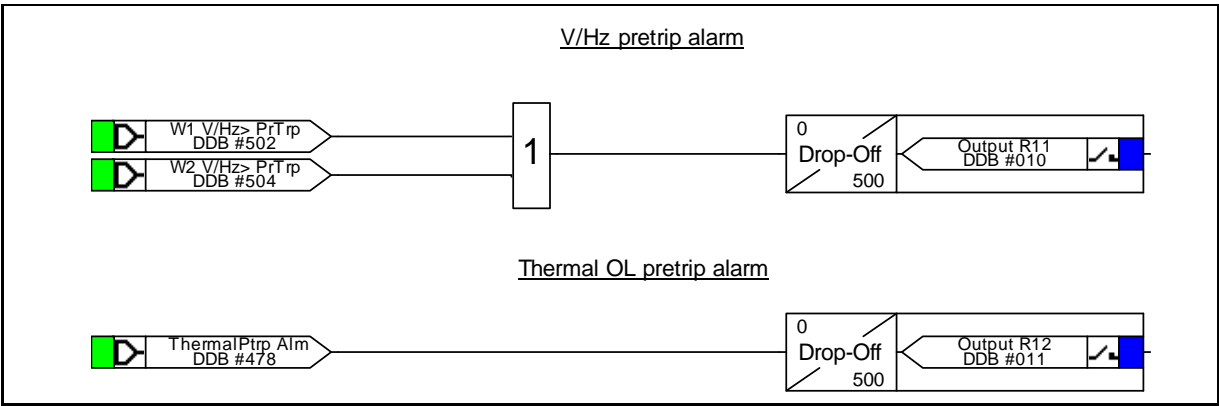 V/Hz pretrip alarm
W1 V/Hz> PrTrp
DDB #502
W2 V/Hz> PrTrp
DDB #504
1
0
Drop-Off
500
Output R11
DDB #010
Thermal OL pretrip alarm
ThermalPtrp Alm
DDB #478
0
Drop-Off
500
Output R12
DDB #011